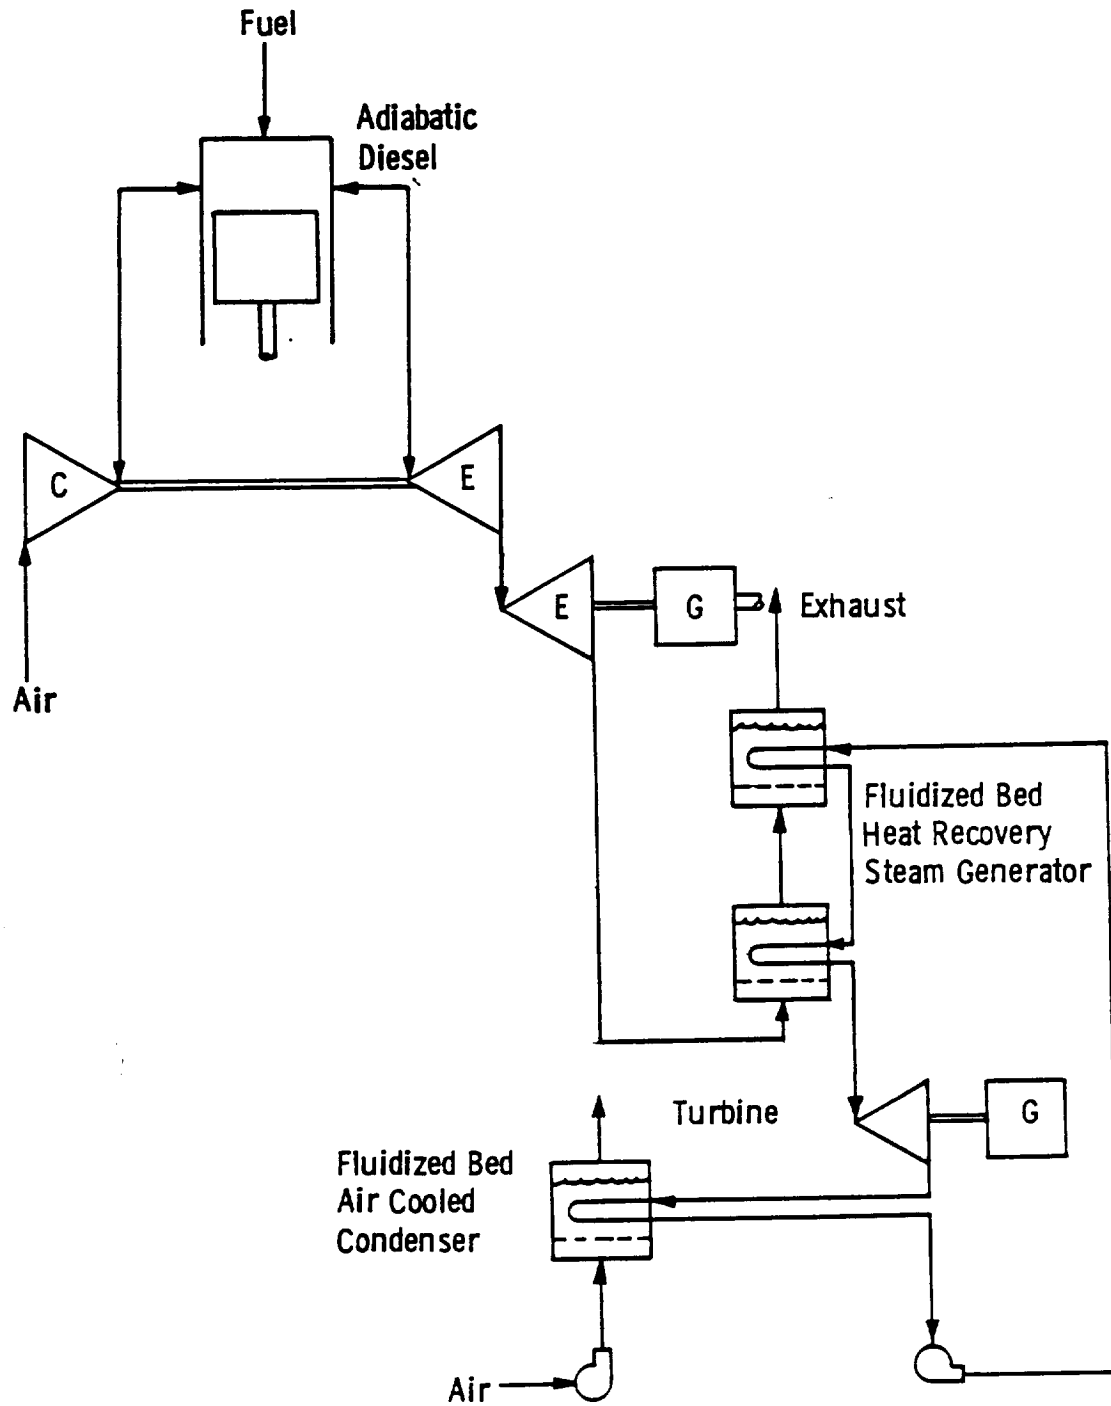 Fuel
Adiabatic
Diesel
C
E
E
G
Exhaust
Air
Fluidized Bed
Heat Recovery
Steam Generator
Turbine
G
Fluidized Bed
Air Cooled
Condenser
Air